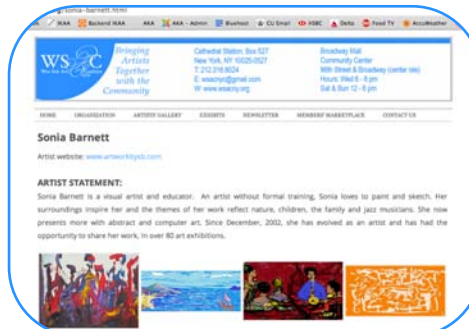 ng/sonia-barnett.html
WAA Backend WAA AKA AKA - Admin Bluehost CU Email HSBC Delta Food TV AccuWeather
WS AC
Bringing
Artists
Together
with the
Community
Cathedral Station, Box 527
New York, NY 10025-0527
T: 212.316.6024
E: wsacny@gmail.com
W: www.wsacny.org
Broadway Mall
Community Center
96th Street & Broadway (center isle)
Hours: Wed 6 - 8 pm
Sat & Sun 12 - 6 pm
HOME ORGANIZATION ARTISTS' GALLERY EXHIBITS NEWSLETTER MEMBERS' MARKETPLACE CONTACT US
Sonia Barnett
Artist website: www.artworkbysb.com
ARTIST STATEMENT:
Sonia Barnett is a visual artist and educator. An artist without formal training, Sonia loves to paint and sketch. Her
surroundings inspire her and the themes of her work reflect nature, children, the family and jazz musicians. She now
presents more with abstract and computer art. Since December, 2002, she has evolved as an artist and has had the
opportunity to share her work, in over 80 art exhibitions.